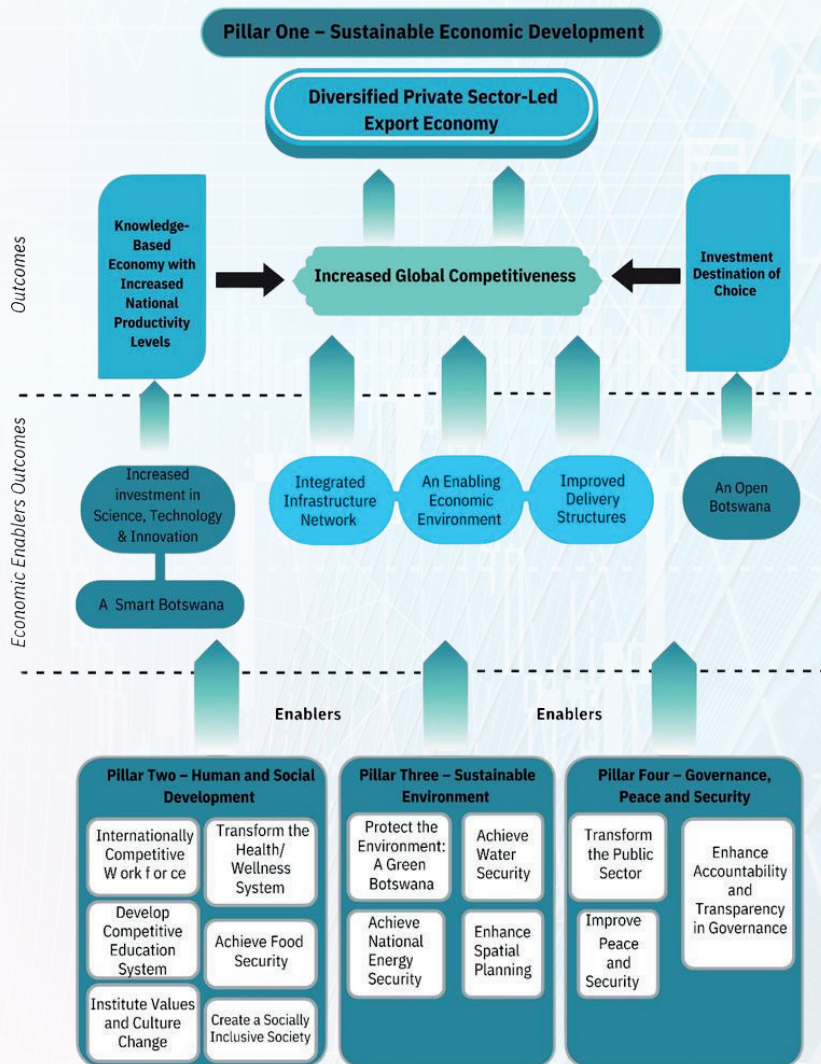 Pillar One – Sustainable Economic Development
Diversified Private Sector-Led
Export Economy
Outcomes
Knowledge-
Based
Economy with
Increased
National
Productivity
Levels
Increased Global Competitiveness
Investment
Destination of
Choice
Economic Enablers Outcomes
Increased
investment in
Science, Technology
& Innovation
A Smart Botswana
Integrated
Infrastructure
Network
An Enabling
Economic
Environment
Improved
Delivery
Structures
An Open
Botswana
Enablers
Enablers
Pillar Two – Human and Social
Development
Internationally
Competitive
Work force
Transform the
Health/
Wellness System
Develop
Competitive
Education
System
Achieve Food
Security
Institute Values
and Culture
Change
Create a Socially
Inclusive Society
Pillar Three – Sustainable
Environment
Protect the
Environment:
A Green
Botswana
Achieve
Water
Security
Achieve
National
Energy
Security
Enhance
Spatial
Planning
Pillar Four – Governance,
Peace and Security
Transform
the Public
Sector
Enhance
Accountability
and
Transparency
in Governance
Improve
Peace
and
Security